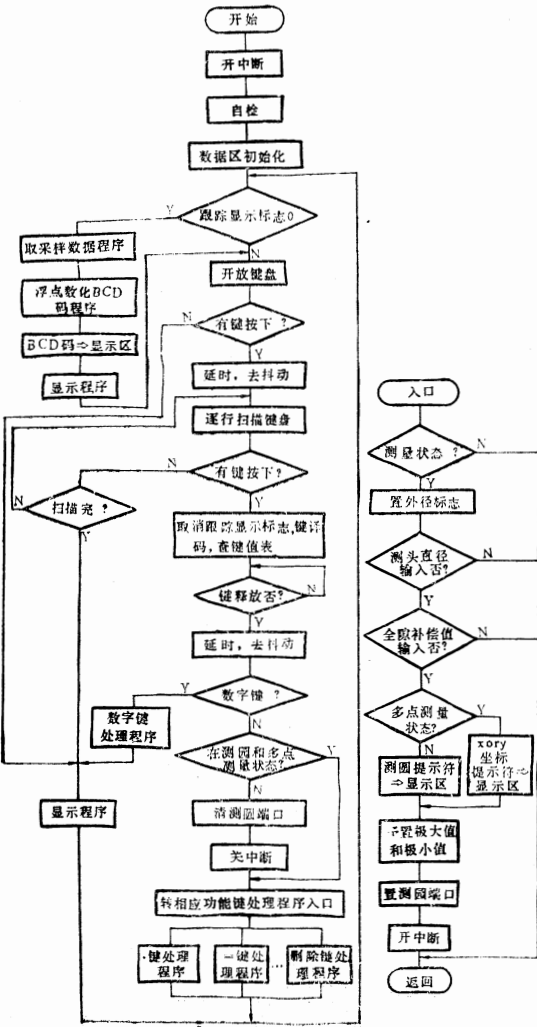 开始
开中断
自检
数据区初始化
跟踪显示标志0
Y
N
取采样数据程序
浮点数化BCD
码程序
BCD码⇒显示区
显示程序
开放键盘
有键按下?
N
Y
延时,去抖动
逐行扫描键盘
有键按下?
N
Y
扫描完?
N
Y
取消跟踪显示标志,键译
码,查键值表
键释放否?
N
Y
延时,去抖动
数字键?
Y
N
数字键
处理程序
在测园和多点
测量状态?
Y
N
清测圆端口
关中断
显示程序
转相应功能键处理程序入口
键处理
程序
键处
理程序
…
删除键处
理程序
入口
测量状态?
N
Y
置外径标志
测头直径
输入否?
N
Y
全隙补偿值
输入否?
N
Y
多点测量
状态?
Y
N
测圆提示符
⇒显示区
xory
坐标
提示符⇒
显示区
置极大值
和极小值
置测园端口
开中断
返回